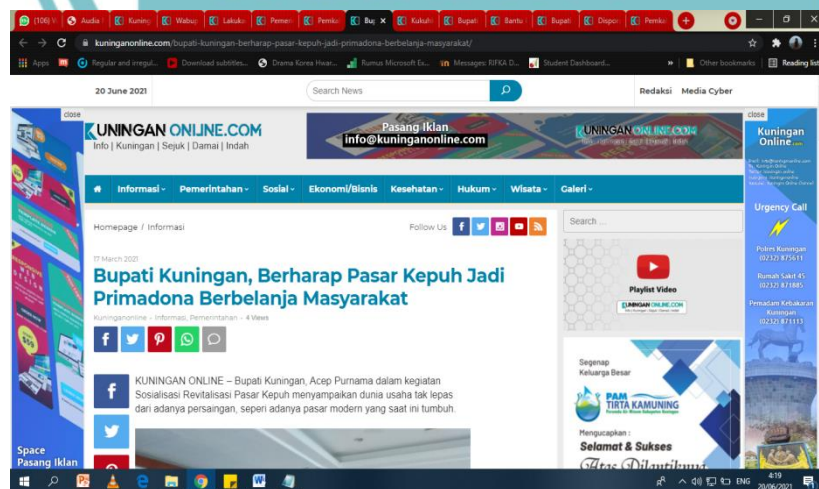 (106) W
Audia
Kuning
Wabup
Lakuka
Pemer
Pemka
Bup
Kukuh
Bupati
Bantu
Bupati
Dispor
Pemka
kuninganonline.com/bupati-kuningan-berharap-pasar-kepuh-jadi-primadona-berbelanja-masyarakat/
Apps
Regular and irregul...
Download subtitles...
Drama Korea Hwar...
Rumus Microsoft Ex...
Messages: RIFKA D...
Student Dashboard...
Other bookmarks
Reading list
20 June 2021
Search News
Redaksi Media Cyber
close
close
KUNINGAN ONLINE.COM
Info | Kuningan | Sejuk | Damai | Indah
Pasang Iklan
info@kuninganonline.com
KUNINGAN ONLINE.COM
Informasi
Pemerintahan
Sosial
Ekonomi/Bisnis
Kesehatan
Hukum
Wisata
Galeri
Homepage / Informasi
Follow Us
Search ...
17 March 2021
Bupati Kuningan, Berharap Pasar Kepuh Jadi
Primadona Berbelanja Masyarakat
Kuninganonline - Informasi, Pemerintahan - 4 Views
KUNINGAN ONLINE – Bupati Kuningan, Acep Purnama dalam kegiatan
Sosialisasi Revitalisasi Pasar Kepuh menyampaikan dunia usaha tak lepas
dari adanya persaingan, seperi adanya pasar modern yang saat ini tumbuh.
Playlist Video
KUNINGAN ONLINE.COM
Segenap
Keluarga Besar
PAM
TIRTA KAMUNING
Mengucapkan :
Selamat & Sukses
Atas Dilantiknya
Kuningan
Online.com
Urgency Call
Polres Kuningan
(0232) 875611
Rumah Sakit 45
(0232) 871885
Pemadam Kebakaran
Kuningan
(0232) 871113
WEB
DESIGN
$59
Space
Pasang Iklan
ENG
4:19
20/06/2021